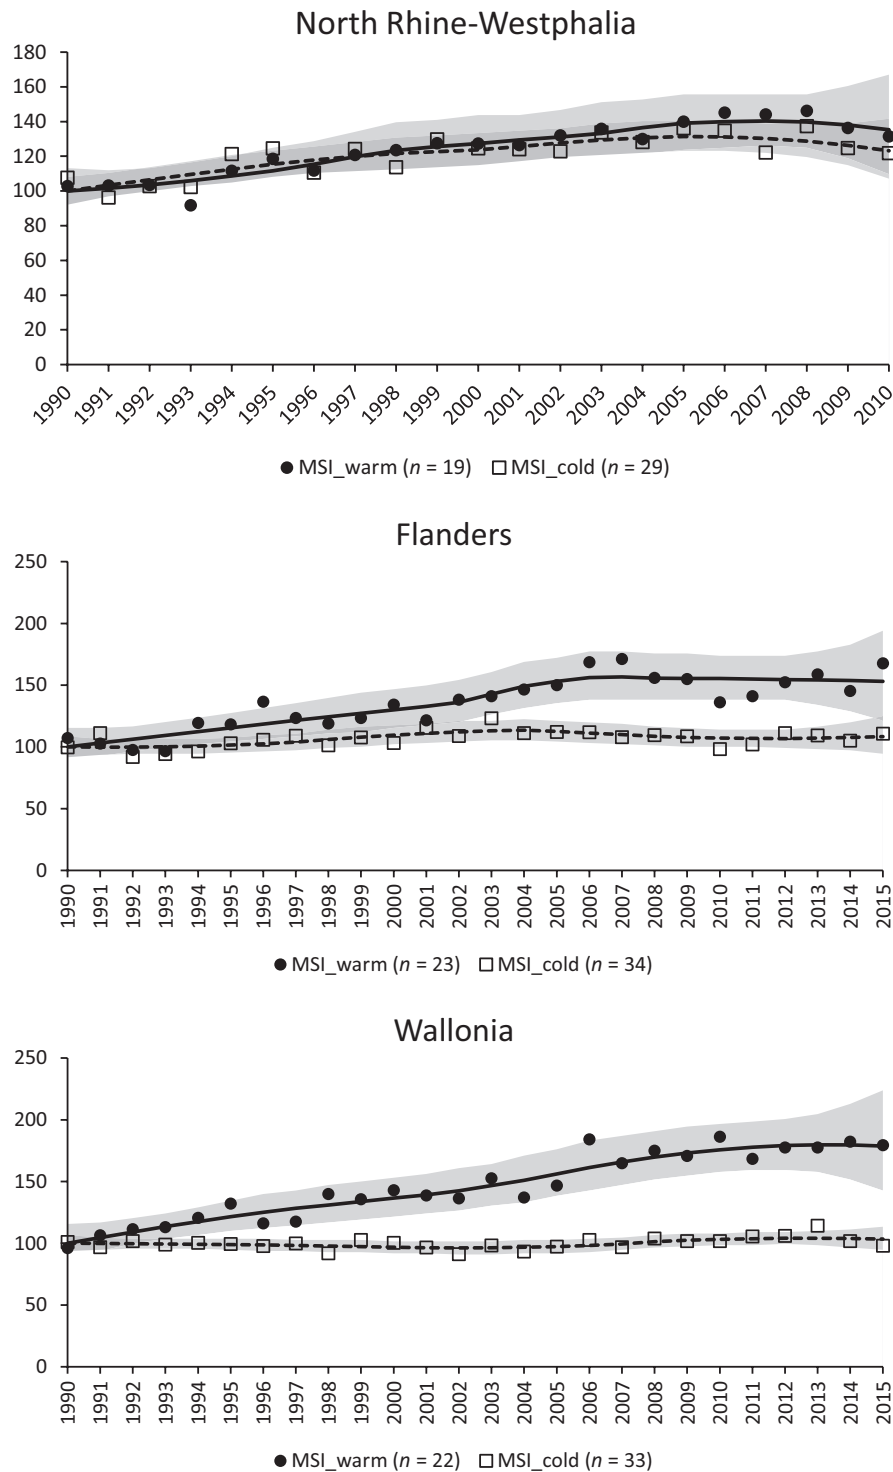 North Rhine-Westphalia
180
160
140
120
100
80
60
40
20
0
1990 1991 1992 1993 1994 1995 1996 1997 1998 1999 2000 2001 2002 2003 2004 2005 2006 2007 2008 2009 2010
MSI_warm (n = 19) MSI_cold (n = 29)
Flanders
250
200
150
100
50
0
1990 1991 1992 1993 1994 1995 1996 1997 1998 1999 2000 2001 2002 2003 2004 2005 2006 2007 2008 2009 2010 2011 2012 2013 2014 2015
MSI_warm (n = 23) MSI_cold (n = 34)
Wallonia
250
200
150
100
50
0
1990 1991 1992 1993 1994 1995 1996 1997 1998 1999 2000 2001 2002 2003 2004 2005 2006 2007 2008 2009 2010 2011 2012 2013 2014 2015
MSI_warm (n = 22) MSI_cold (n = 33)